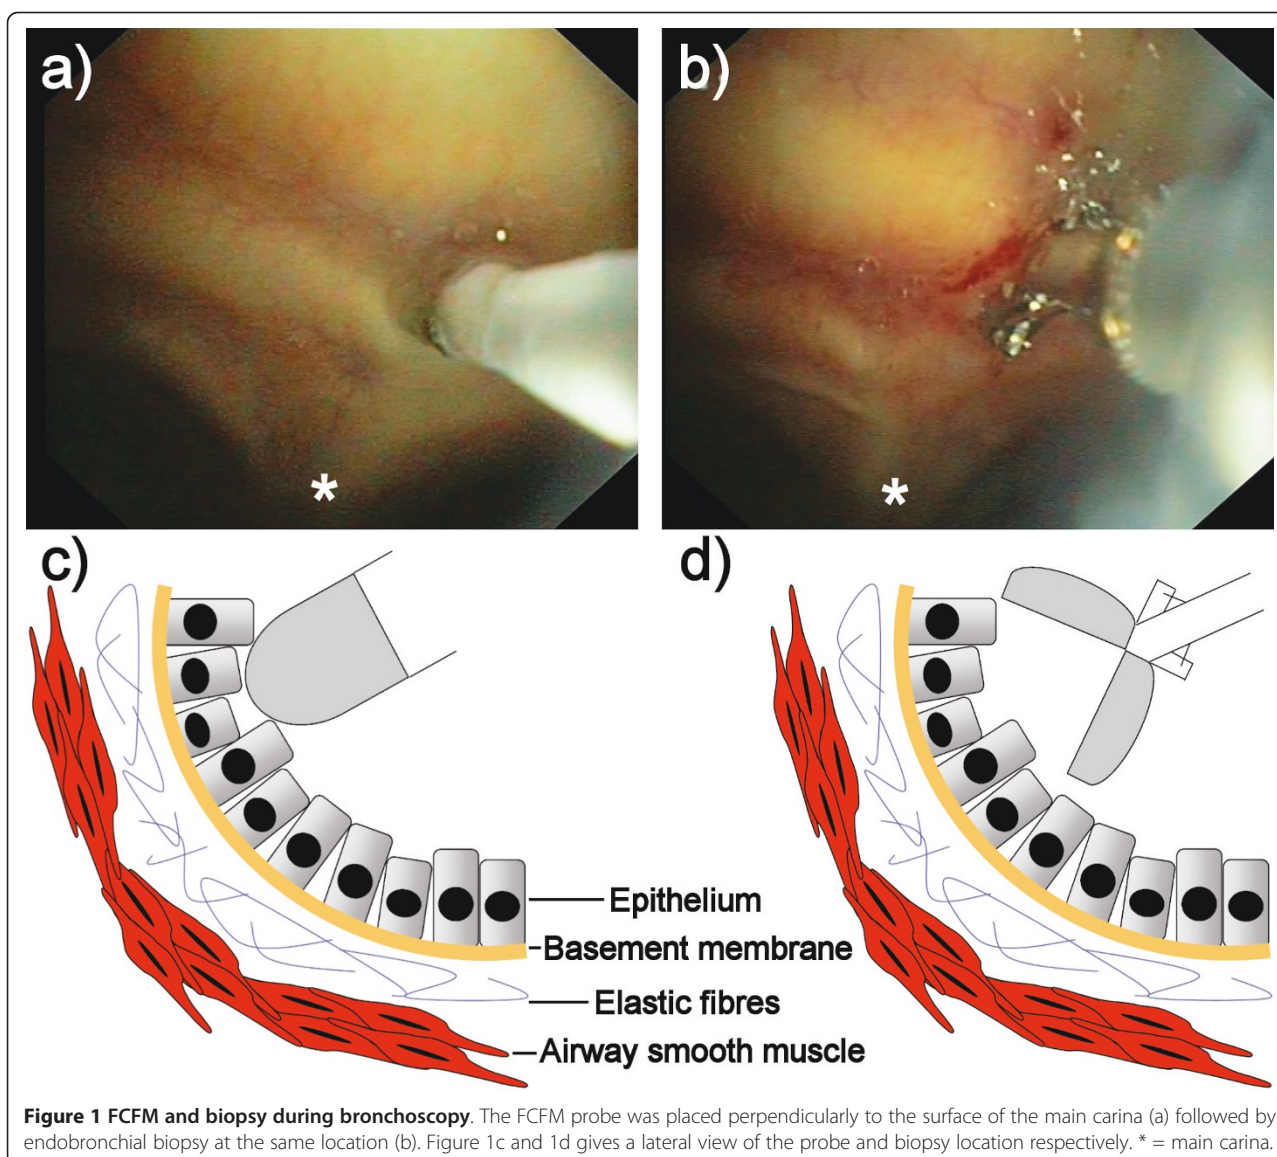 a)
b)
*
*
c)
d)
Epithelium
Basement membrane
Elastic fibres
Airway smooth muscle
Figure 1 FCFM and biopsy during bronchoscopy. The FCFM probe was placed perpendicularly to the surface of the main carina (a) followed by
endobronchial biopsy at the same location (b). Figure 1c and 1d gives a lateral view of the probe and biopsy location respectively. * = main carina.